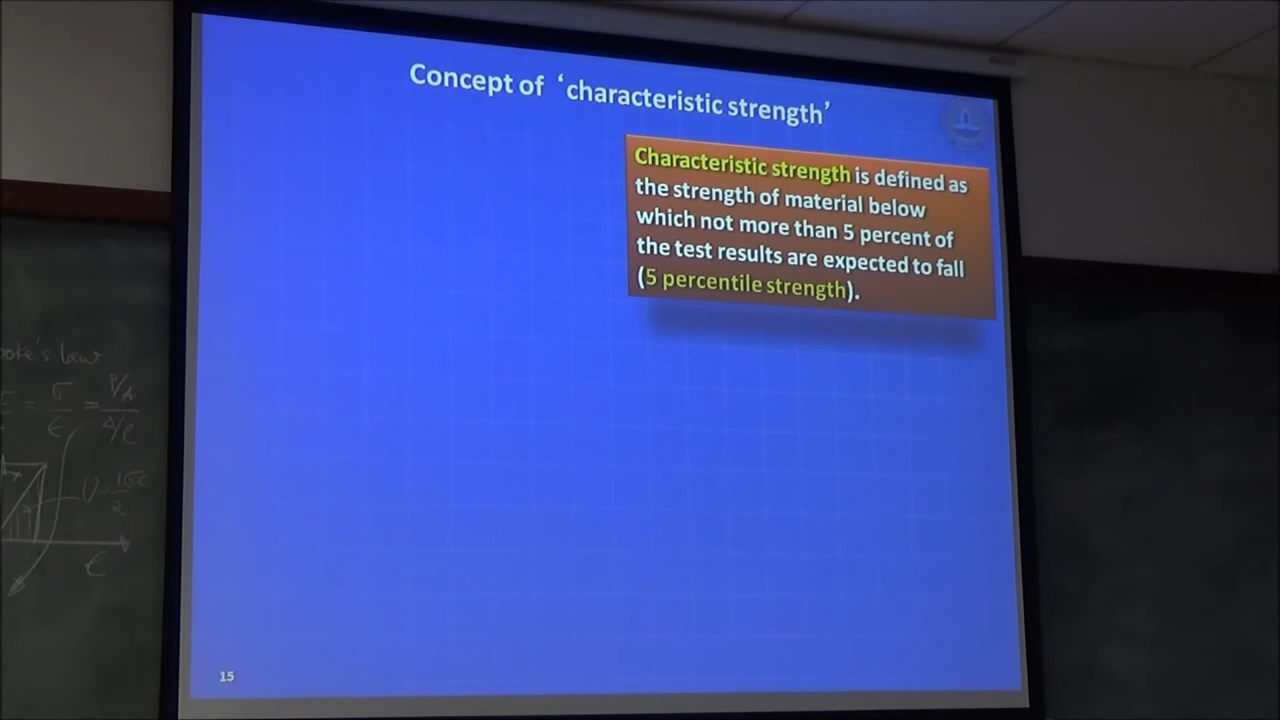 Concept of ‘characteristic strength’
Characteristic strength is defined as
the strength of material below
which not more than 5 percent of
the test results are expected to fall
(5 percentile strength).
15
law
= σ/ϵ = P/A
Δ/ℓ
ϵ